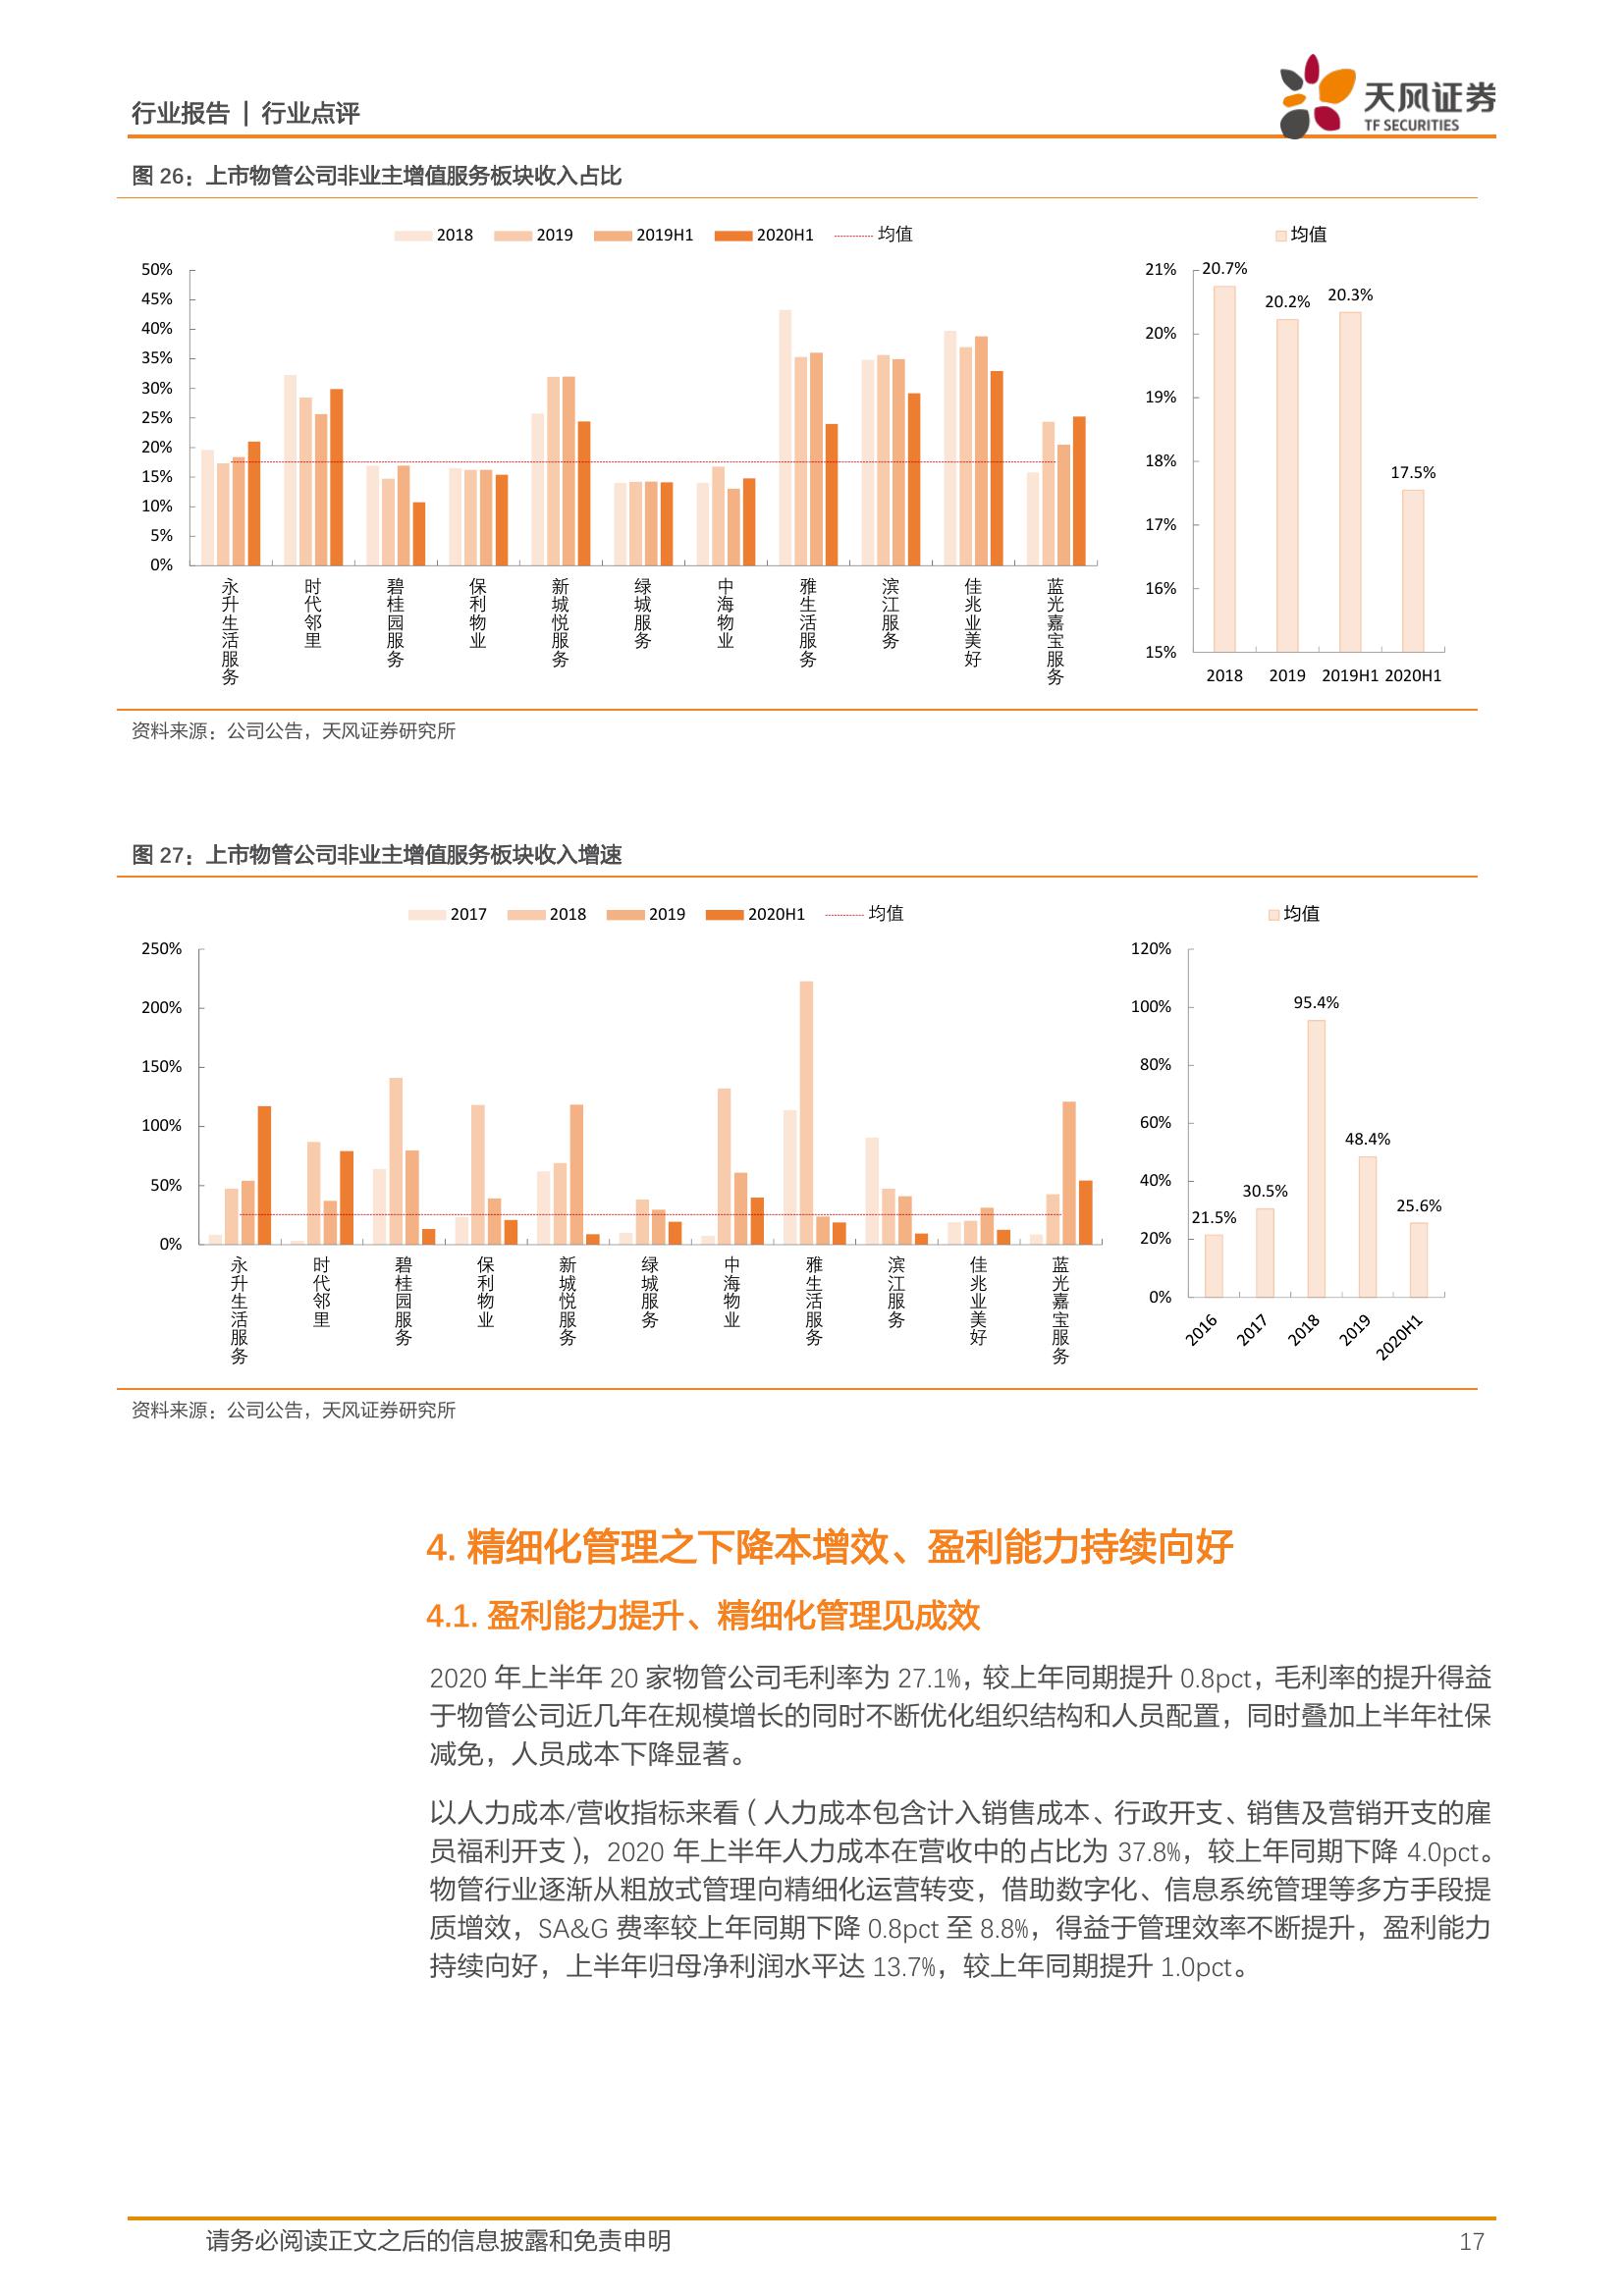 行业报告 | 行业点评
天风证券
TF SECURITIES
图 26：上市物管公司非业主增值服务板块收入占比
2018 2019 2019H1 2020H1 均值
50%
45%
40%
35%
30%
25%
20%
15%
10%
5%
0%
永升生活服务
时代邻里
碧桂园服务
保利物业
新城悦服务
绿城服务
中海物业
雅生活服务
滨江服务
佳兆业美好
蓝光嘉宝服务
均值
21%
20%
19%
18%
17%
16%
15%
20.7%
20.2%
20.3%
17.5%
2018 2019 2019H1 2020H1
资料来源：公司公告，天风证券研究所
图 27：上市物管公司非业主增值服务板块收入增速
2017 2018 2019 2020H1 均值
250%
200%
150%
100%
50%
0%
永升生活服务
时代邻里
碧桂园服务
保利物业
新城悦服务
绿城服务
中海物业
雅生活服务
滨江服务
佳兆业美好
蓝光嘉宝服务
均值
120%
100%
80%
60%
40%
20%
0%
21.5%
30.5%
95.4%
48.4%
25.6%
2016 2017 2018 2019 2020H1
资料来源：公司公告，天风证券研究所
4. 精细化管理之下降本增效、盈利能力持续向好
4.1. 盈利能力提升、精细化管理见成效
2020 年上半年 20 家物管公司毛利率为 27.1%，较上年同期提升 0.8pct，毛利率的提升得益
于物管公司近几年在规模增长的同时不断优化组织结构和人员配置，同时叠加上半年社保
减免，人员成本下降显著。
以人力成本/营收指标来看（人力成本包含计入销售成本、行政开支、销售及营销开支的雇
员福利开支），2020 年上半年人力成本在营收中的占比为 37.8%，较上年同期下降 4.0pct。
物管行业逐渐从粗放式管理向精细化运营转变，借助数字化、信息系统管理等多方手段提
质增效，SA&G 费率较上年同期下降 0.8pct 至 8.8%，得益于管理效率不断提升，盈利能力
持续向好，上半年归母净利润水平达 13.7%，较上年同期提升 1.0pct。
请务必阅读正文之后的信息披露和免责申明
17